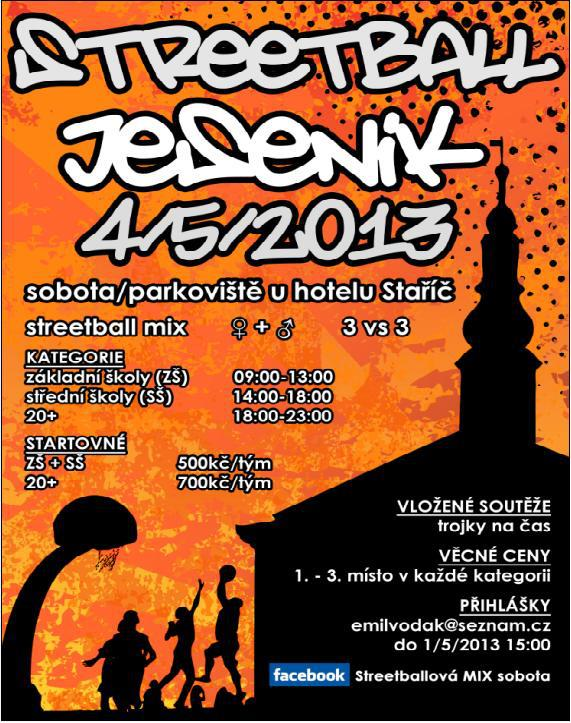 STREETBALL
JESENIK
4/5/2013
sobota/parkoviště u hotelu Staříč
streetball mix ♀ + ♂ 3 vs 3
KATEGORIE
základní školy (ZŠ) 09:00-13:00
střední školy (SŠ) 14:00-18:00
20+ 18:00-23:00
STARTOVNÉ
ZŠ + SŠ 500kč/tým
20+ 700kč/tým
VLOŽENÉ SOUTĚŽE
trojky na čas
VĚCNÉ CENY
1. - 3. místo v každé kategorii
PŘIHLÁŠKY
emilvodak@seznam.cz
do 1/5/2013 15:00
facebook Streetballová MIX sobota